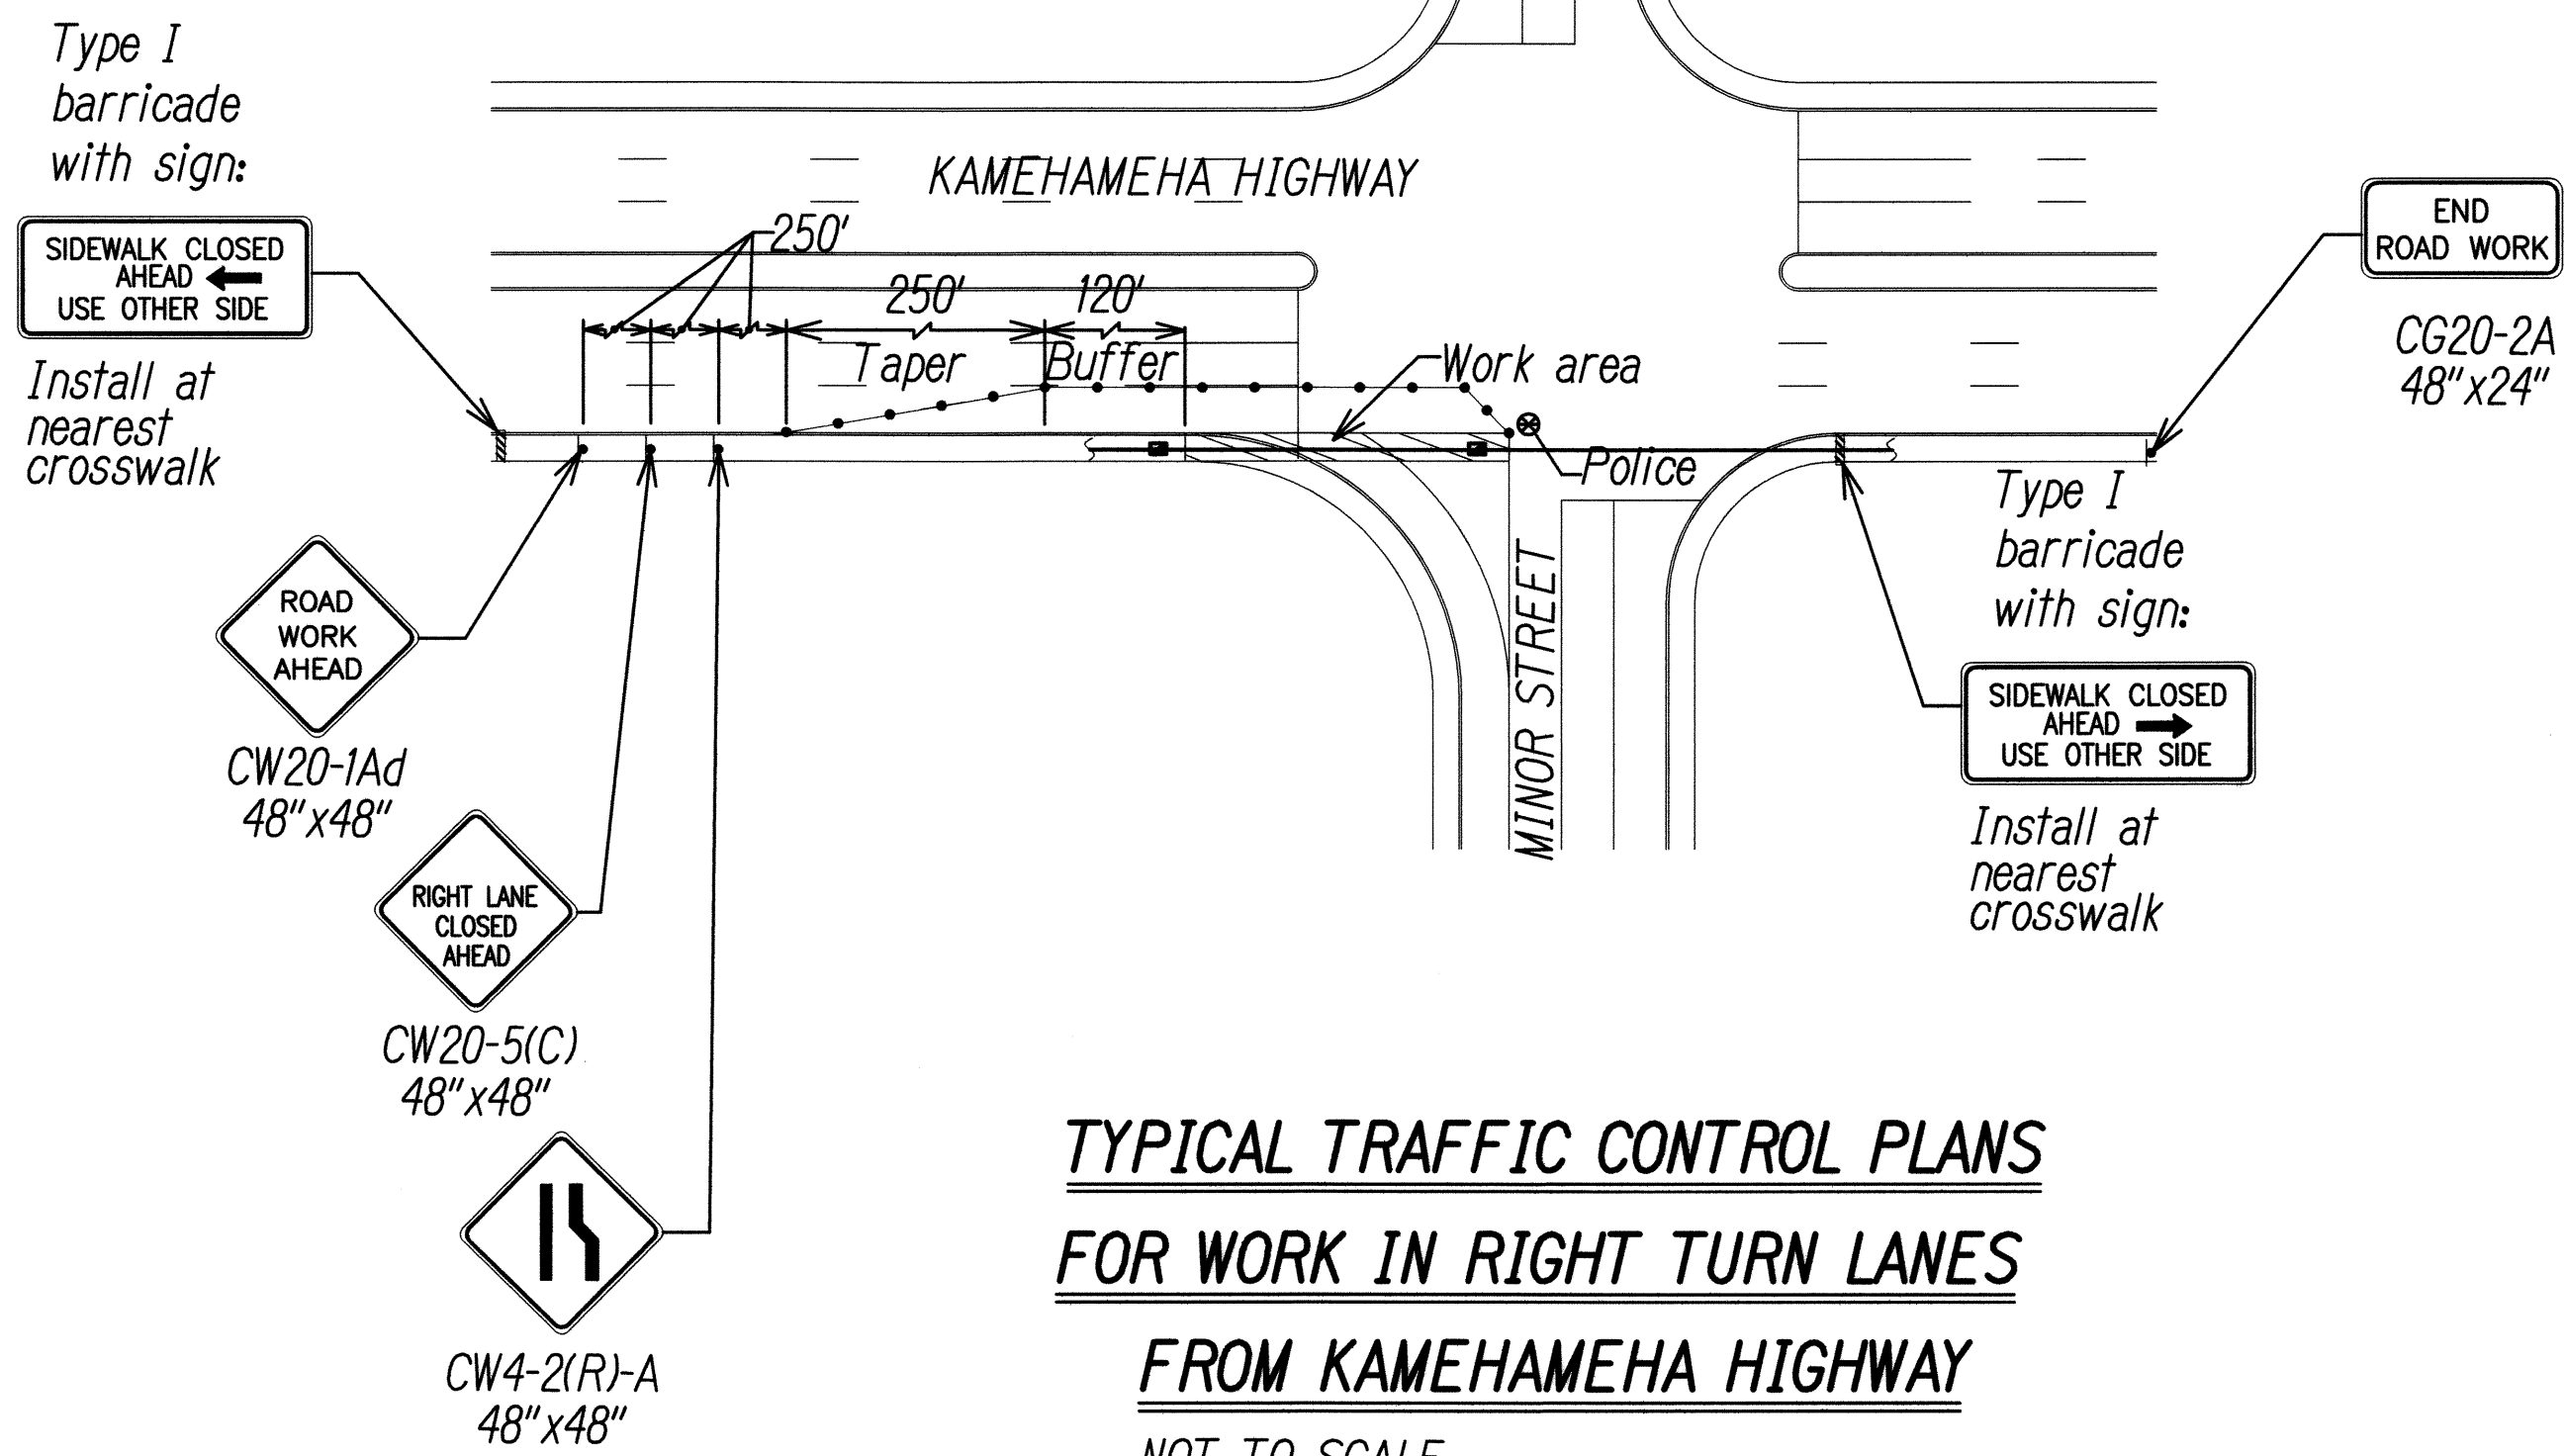 Type I
barricade
with sign:
SIDEWALK CLOSED
AHEAD
USE OTHER SIDE
Install at
nearest
crosswalk
KAMEHAMEHA HIGHWAY
250'
250'
120'
Taper
Buffer
Work area
Police
MINOR STREET
END
ROAD WORK
CG20-2A
48"x24"
Type I
barricade
with sign:
SIDEWALK CLOSED
AHEAD
USE OTHER SIDE
Install at
nearest
crosswalk
ROAD
WORK
AHEAD
CW20-1Ad
48"x48"
RIGHT LANE
CLOSED
AHEAD
CW20-5(C)
48"x48"
CW4-2(R)-A
48"x48"
TYPICAL TRAFFIC CONTROL PLANS
FOR WORK IN RIGHT TURN LANES
FROM KAMEHAMEHA HIGHWAY
NOT TO SCALE